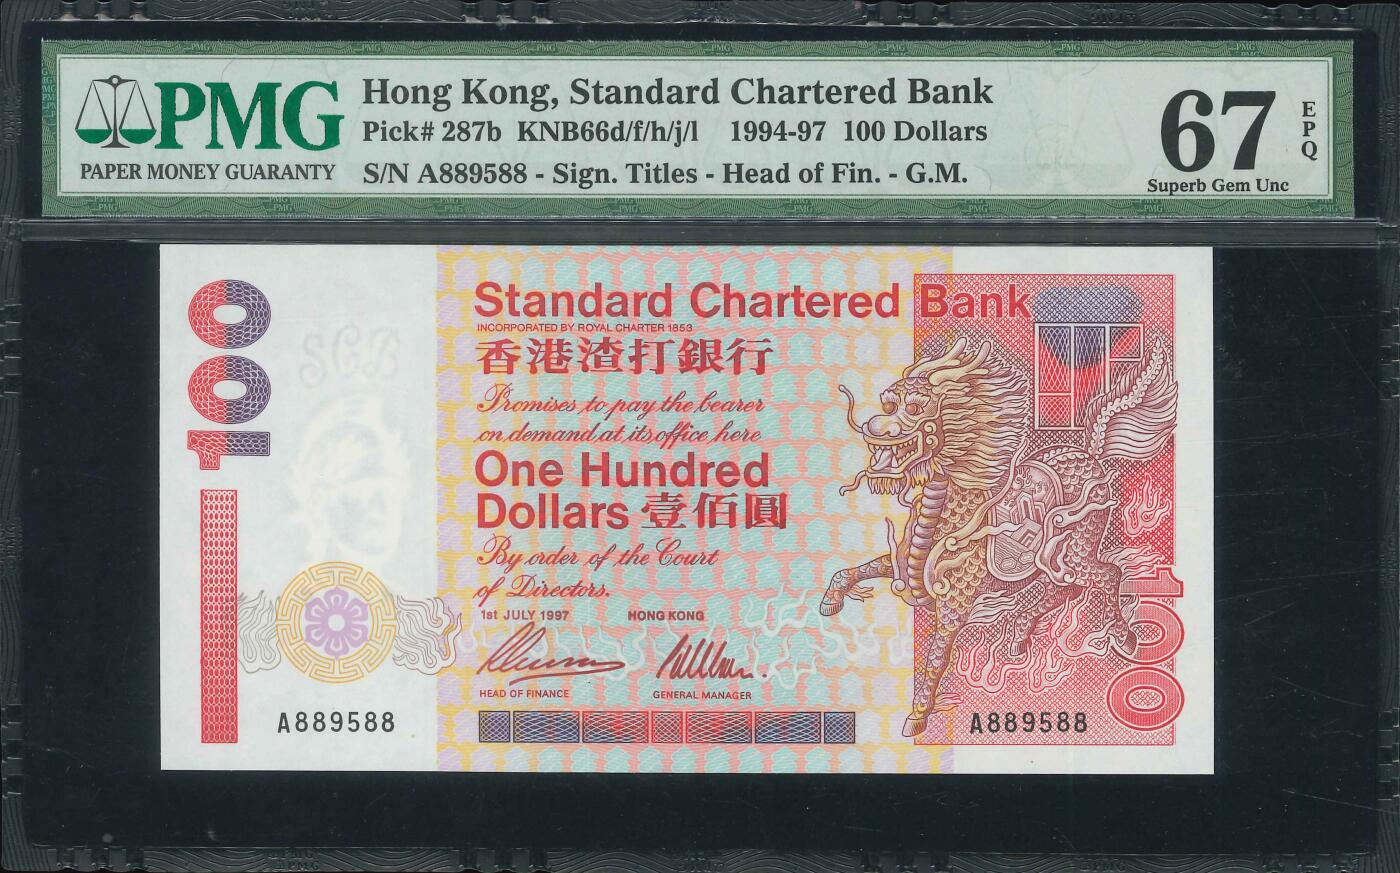 PMG
PAPER MONEY GUARANTY
Hong Kong, Standard Chartered Bank
Pick# 287b KNB66d/f/h/j/l 1994-97 100 Dollars
S/N A889588 - Sign. Titles - Head of Fin. - G.M.
67
EPQ
Superb Gem Unc
100
SCB
Standard Chartered Bank
INCORPORATED BY ROYAL CHARTER 1853
香港渣打銀行
Promises to pay the bearer
on demand at its office here
One Hundred
Dollars 壹佰圓
By order of the Court
of Directors.
1st JULY 1997 HONG KONG
HEAD OF FINANCE GENERAL MANAGER
A889588
A889588
100